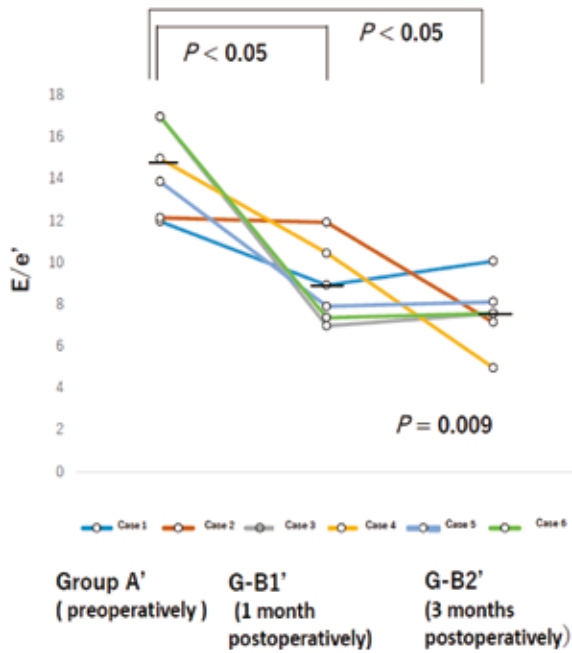 P < 0.05
P < 0.05
18
16
14
12
10
8
6
4
2
0
E/e'
P = 0.009
Case 1 Case 2 Case 3 Case 4 Case 5 Case 6
Group A' G-B1' G-B2'
( preoperatively ) (1 month (3 months
postoperatively) postoperatively)